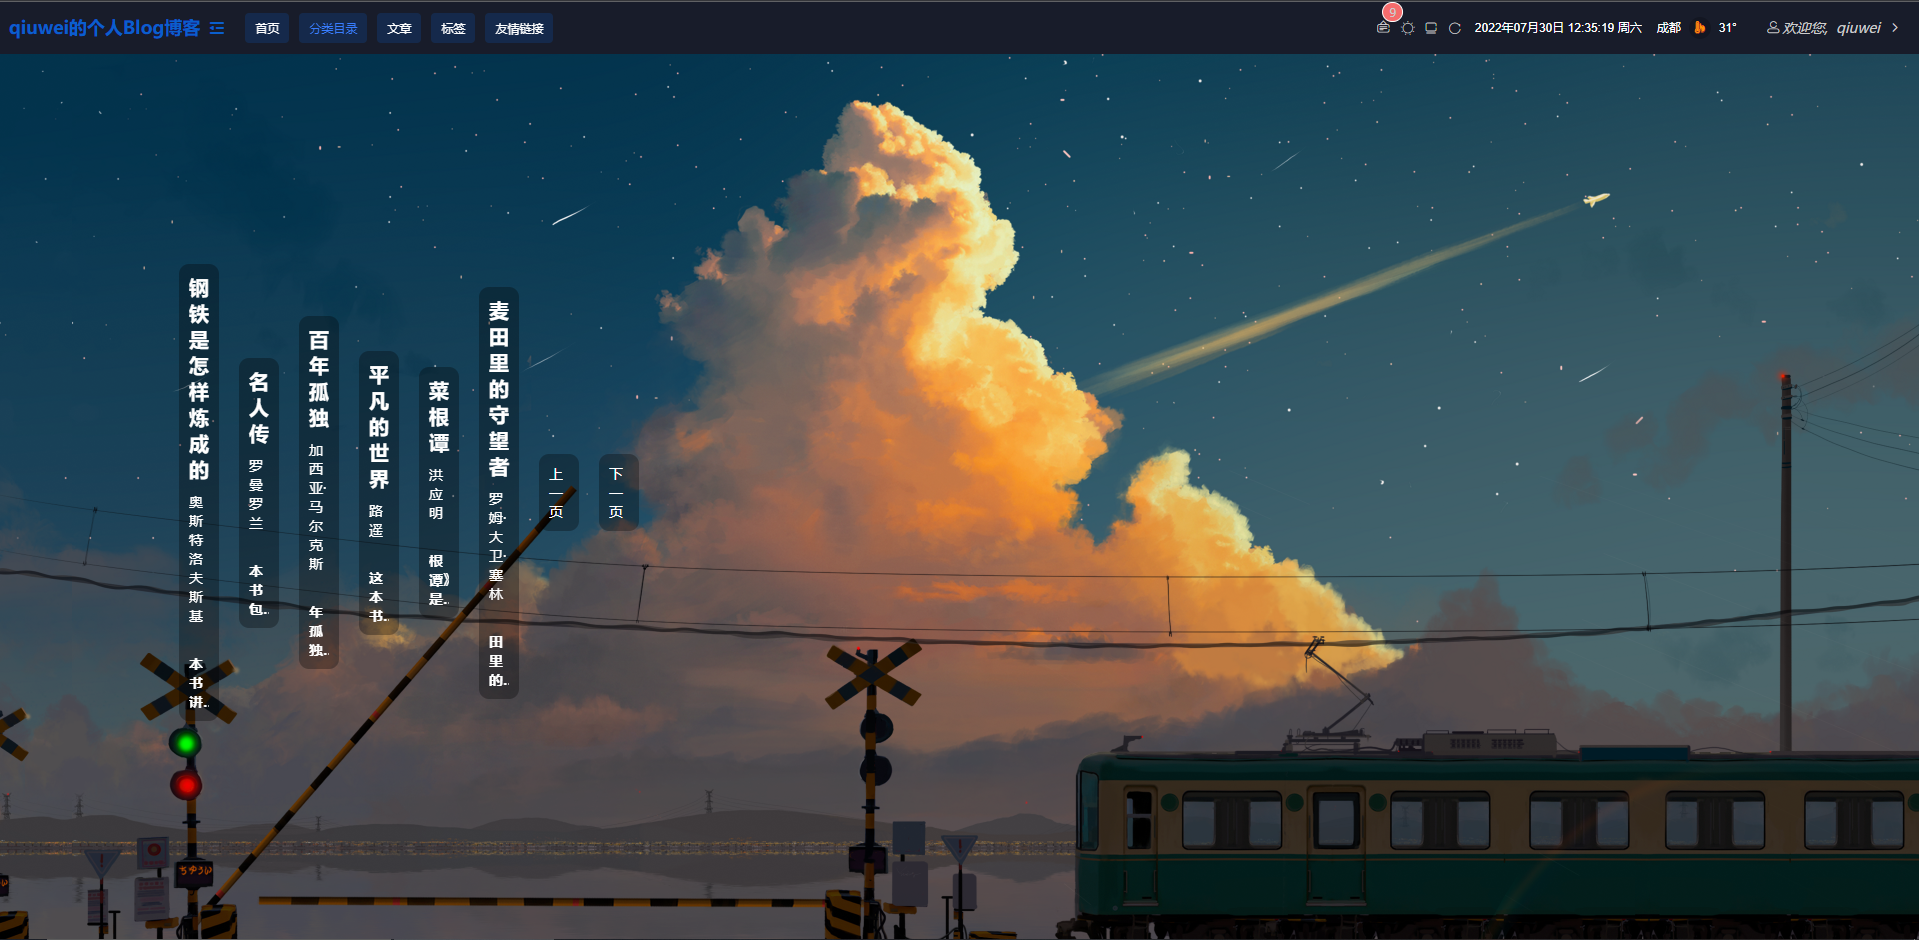 qiuwei的个人Blog博客
首页
分类目录
文章
标签
友情链接
9
2022年07月30日 12:35:19 周六
成都
31°
欢迎您, qiuwei
钢铁是怎样炼成的
奥斯特洛夫斯基
本书讲..
名人传
罗曼罗兰
本书包..
百年孤独
加西亚·马尔克斯
年孤独..
平凡的世界
路遥
这本书..
菜根谭
洪应明
根谭》是..
麦田里的守望者
罗姆·大卫·塞林
田里的..
上一页
下一页